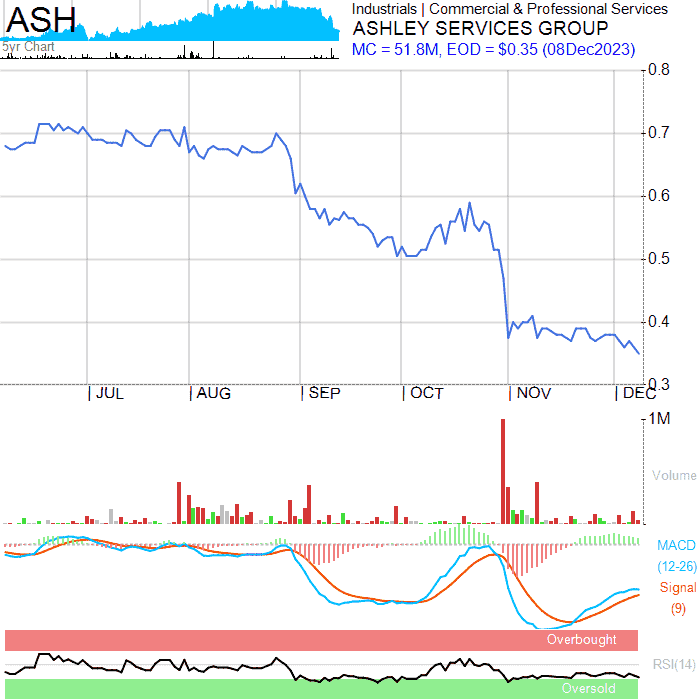 ASH
5yr Chart
Industrials | Commercial & Professional Services
ASHLEY SERVICES GROUP
MC = 51.8M, EOD = $0.35 (08Dec2023)
0.8
0.7
0.6
0.5
0.4
0.3
JUL AUG SEP OCT NOV DEC
1M
Volume
MACD
(12-26)
Signal
(9)
Overbought
RSI(14)
Oversold